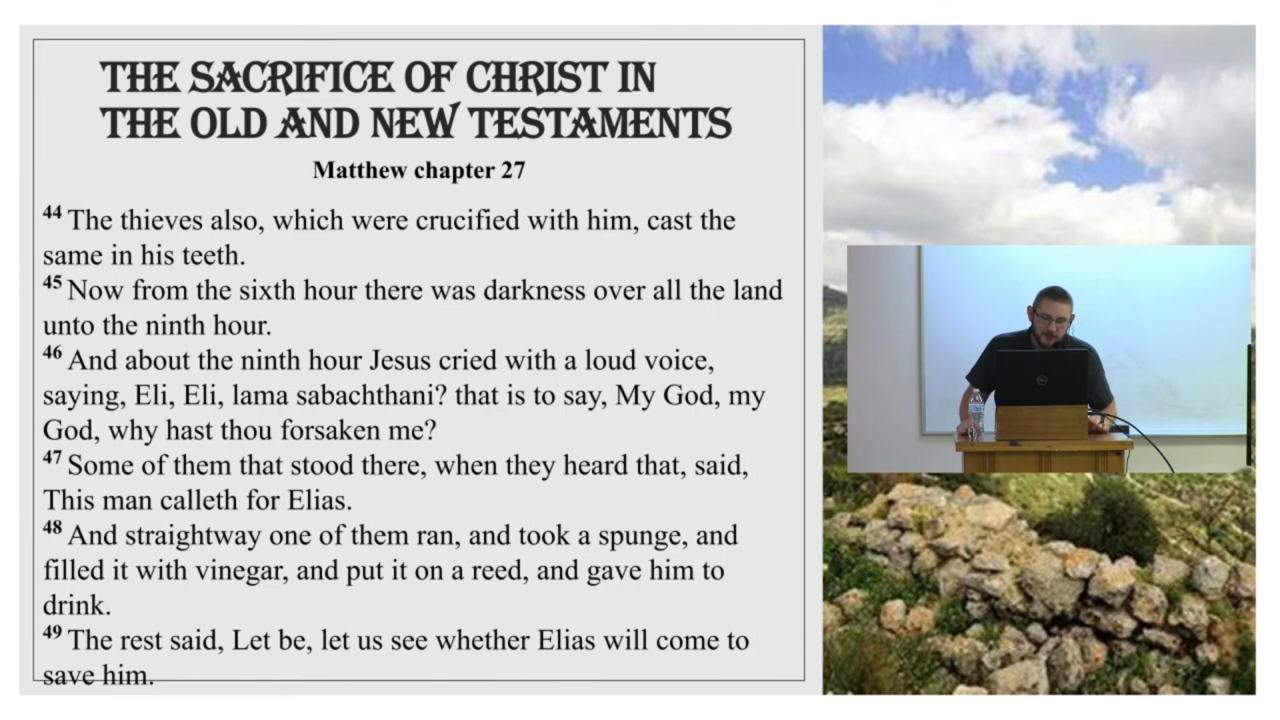 THE SACRIFICE OF CHRIST IN
THE OLD AND NEW TESTAMENTS
Matthew chapter 27
44 The thieves also, which were crucified with him, cast the
same in his teeth.
45 Now from the sixth hour there was darkness over all the land
unto the ninth hour.
46 And about the ninth hour Jesus cried with a loud voice,
saying, Eli, Eli, lama sabachthani? that is to say, My God, my
God, why hast thou forsaken me?
47 Some of them that stood there, when they heard that, said,
This man calleth for Elias.
48 And straightway one of them ran, and took a spunge, and
filled it with vinegar, and put it on a reed, and gave him to
drink.
49 The rest said, Let be, let us see whether Elias will come to
save him.